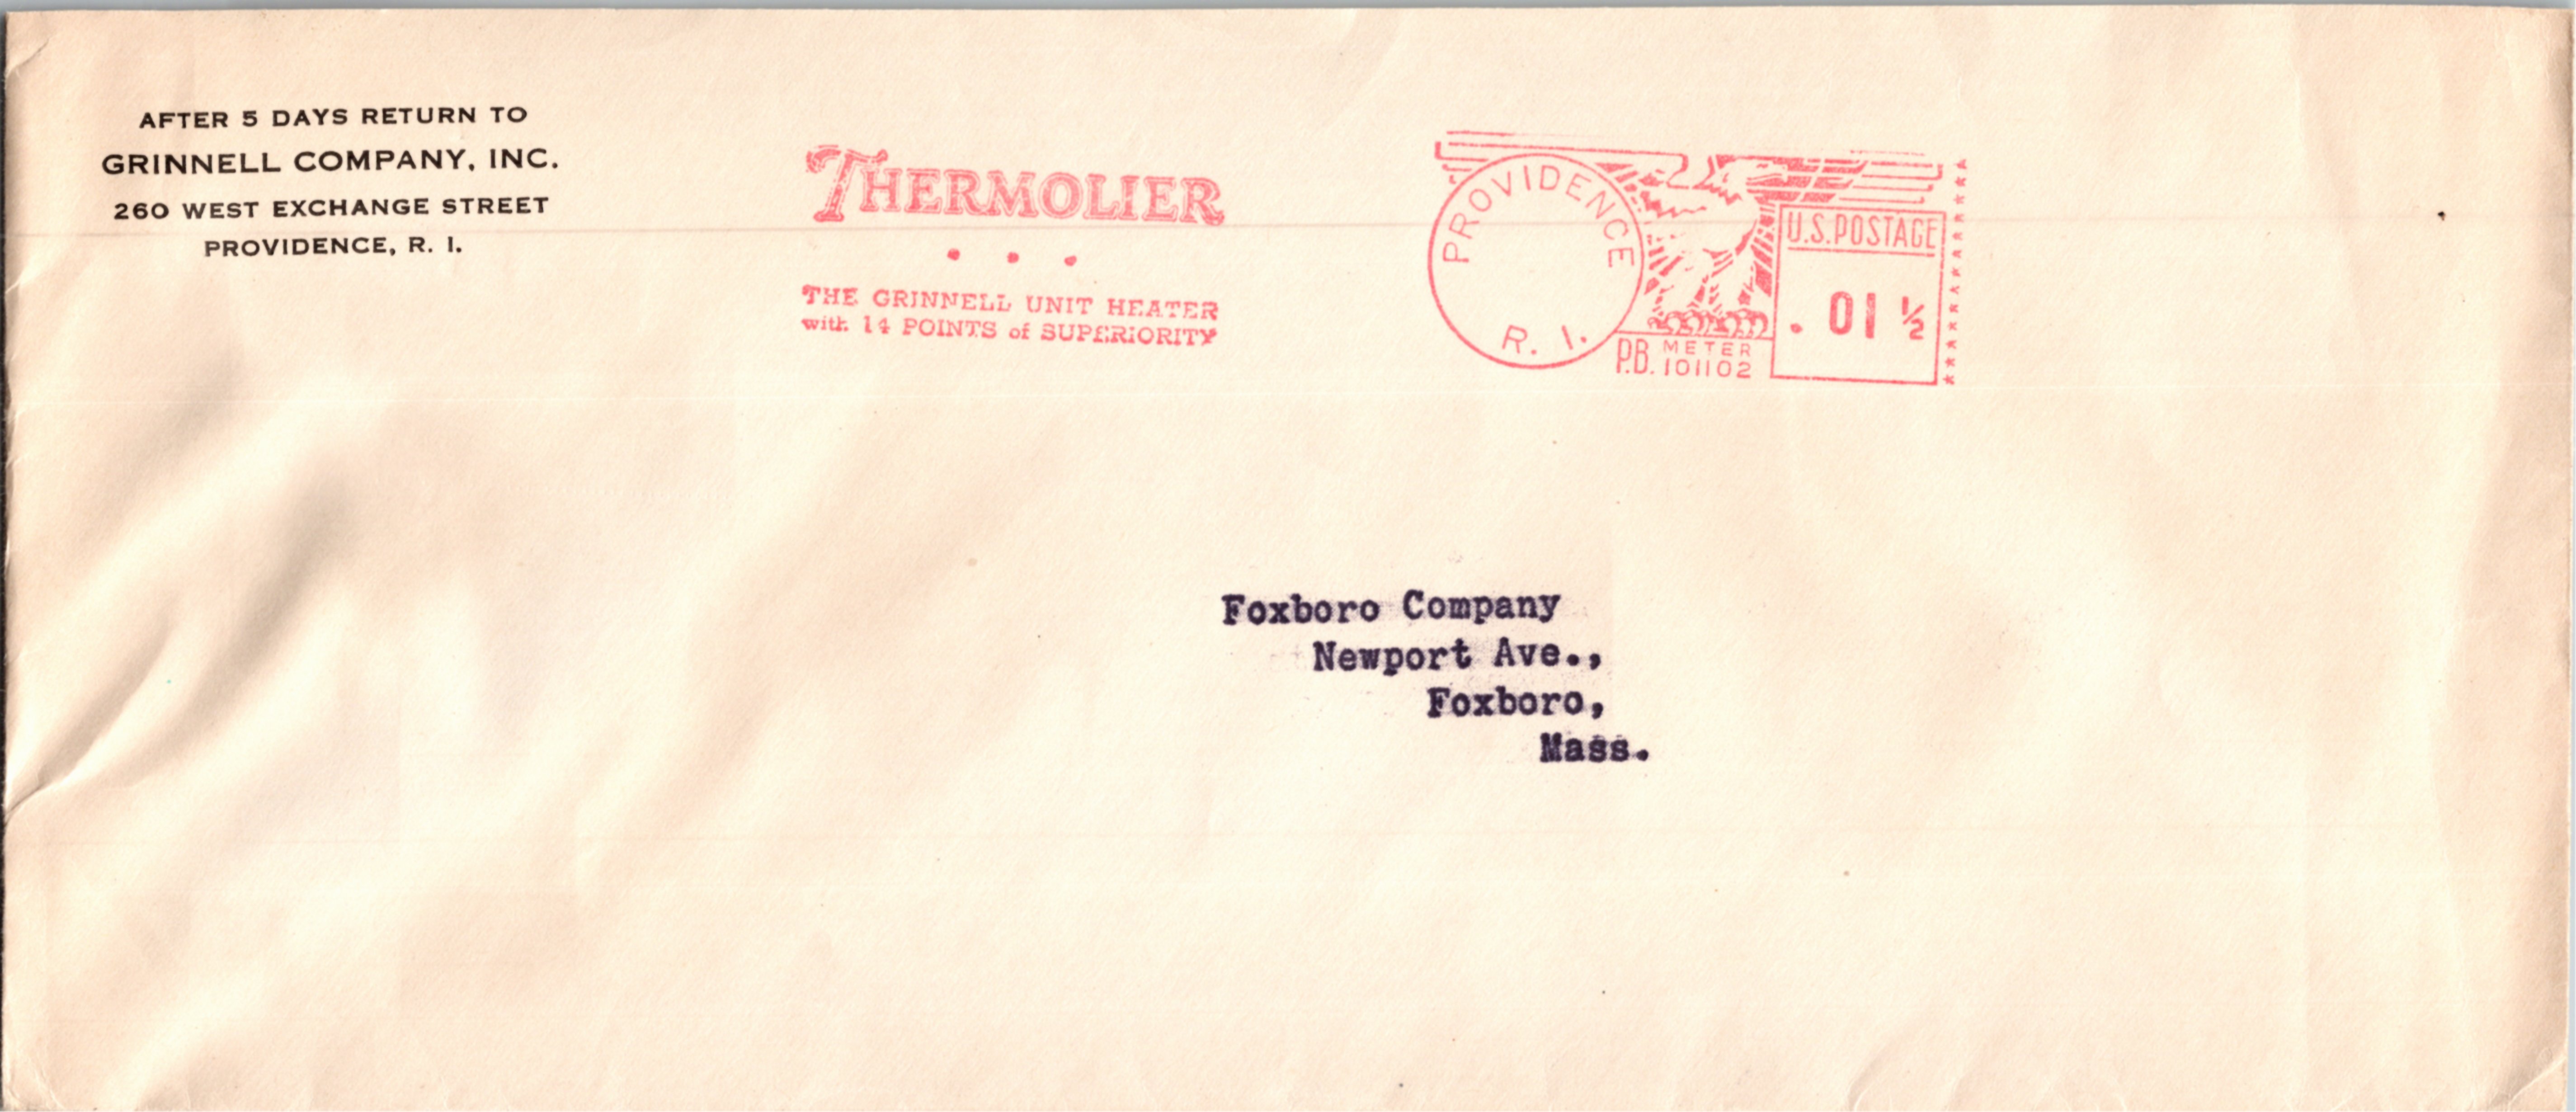 AFTER 5 DAYS RETURN TO
GRINNELL COMPANY, INC.
260 WEST EXCHANGE STREET
PROVIDENCE, R. I.
THERMOLIER
• • •
THE GRINNELL UNIT HEATER
with 14 POINTS of SUPERIORITY
PROVIDENCE
R. I.
P.B. METER
101102
U.S. POSTAGE
.01 ½
Foxboro Company
Newport Ave.,
Foxboro,
Mass.